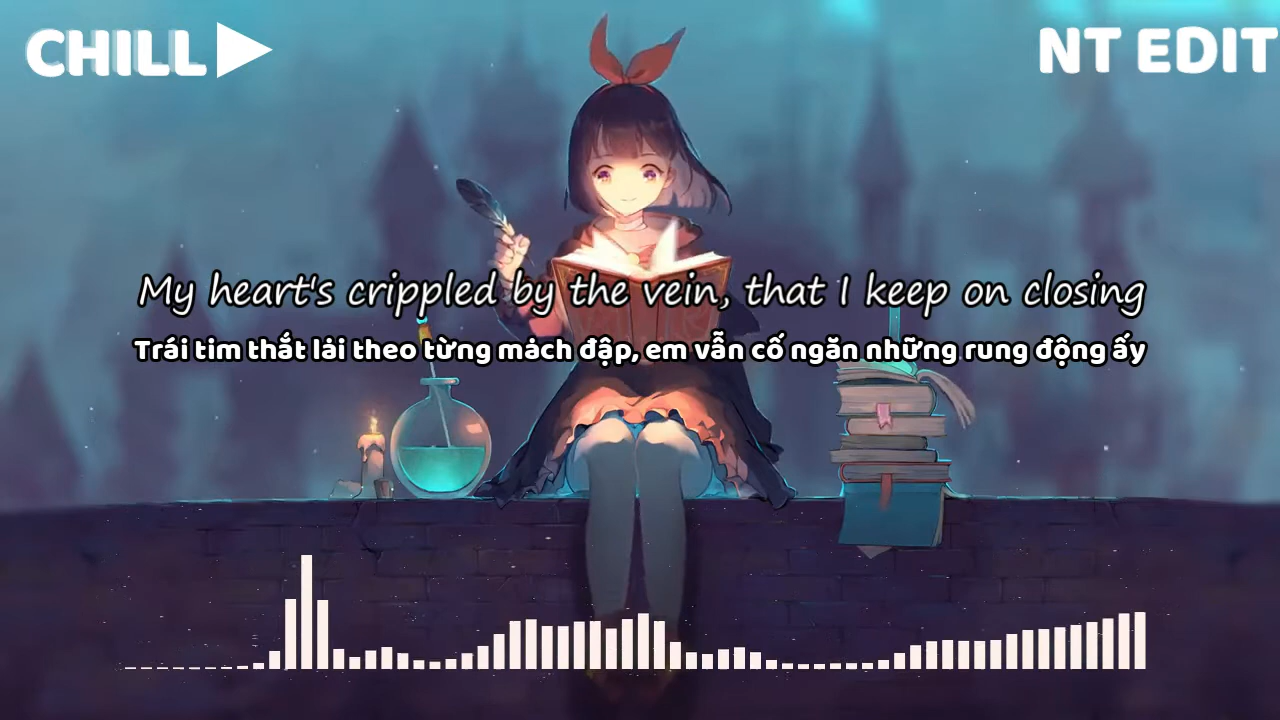 CHILL
NT EDIT
My heart's crippled by the vein, that I keep on closing
Trái tim thắt lải theo từng mảch đập, em vẫn cố ngăn những rung động ấy